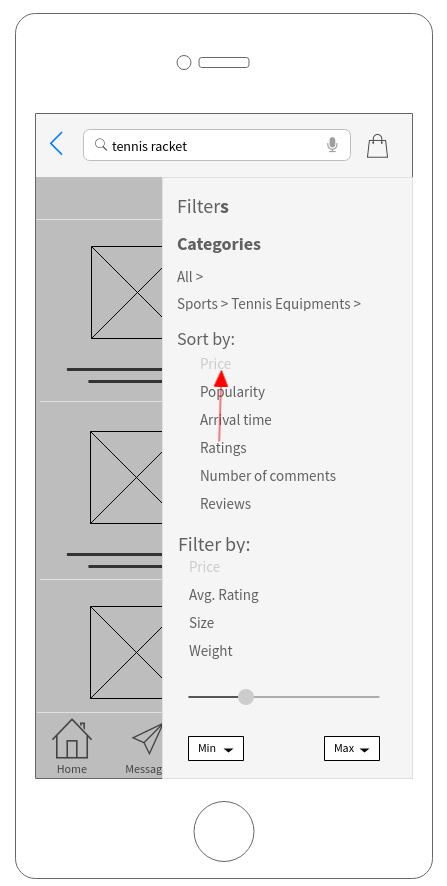 tennis racket
Filters
Categories
All >
Sports > Tennis Equipments >
Sort by:
Price
Popularity
Arrival time
Ratings
Number of comments
Reviews
Filter by:
Price
Avg. Rating
Size
Weight
Min
Max
Home
Messag